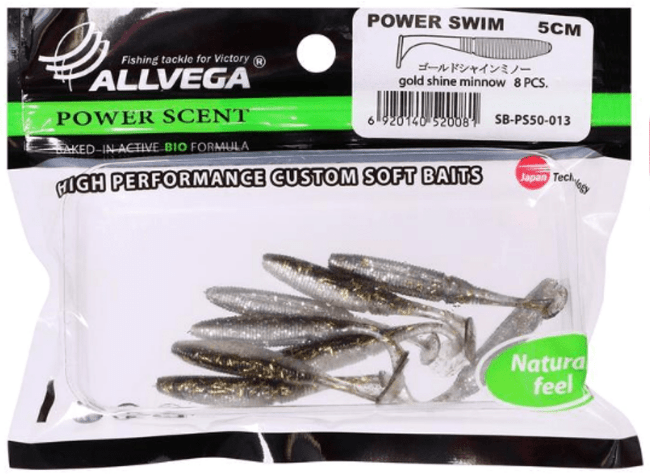 Fishing tackle for Victory
ALLVEGA®
POWER SCENT
BAKED-IN-ACTIVE BIO FORMULA
POWER SWIM 5CM
ゴールドシャインミノー
gold shine minnow 8 PCS.
6 920140 520081
SB-PS50-013
HIGH PERFORMANCE CUSTOM SOFT BAITS
Japan Technology
Natural
feel